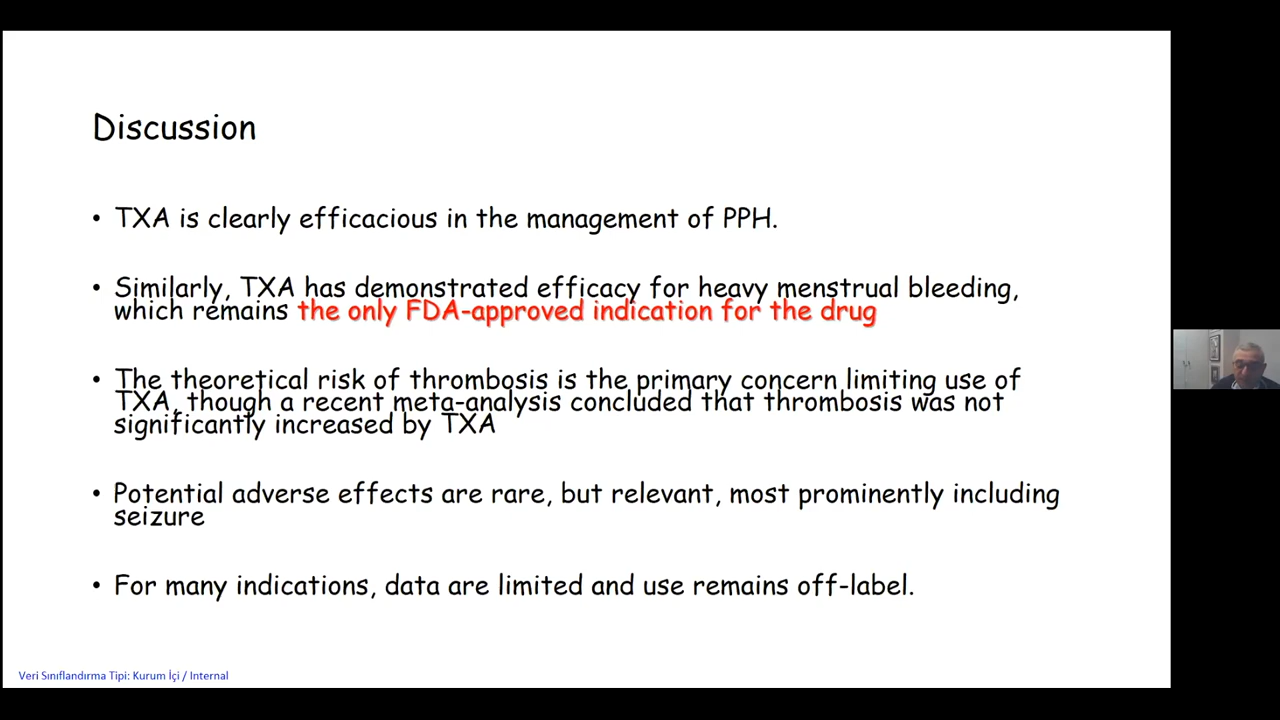 Discussion
• TXA is clearly efficacious in the management of PPH.
• Similarly, TXA has demonstrated efficacy for heavy menstrual bleeding,
which remains the only FDA-approved indication for the drug
• The theoretical risk of thrombosis is the primary concern limiting use of
TXA, though a recent meta-analysis concluded that thrombosis was not
significantly increased by TXA
• Potential adverse effects are rare, but relevant, most prominently including
seizure
• For many indications, data are limited and use remains off-label.
Veri Sınıflandırma Tipi: Kurum İçi / Internal